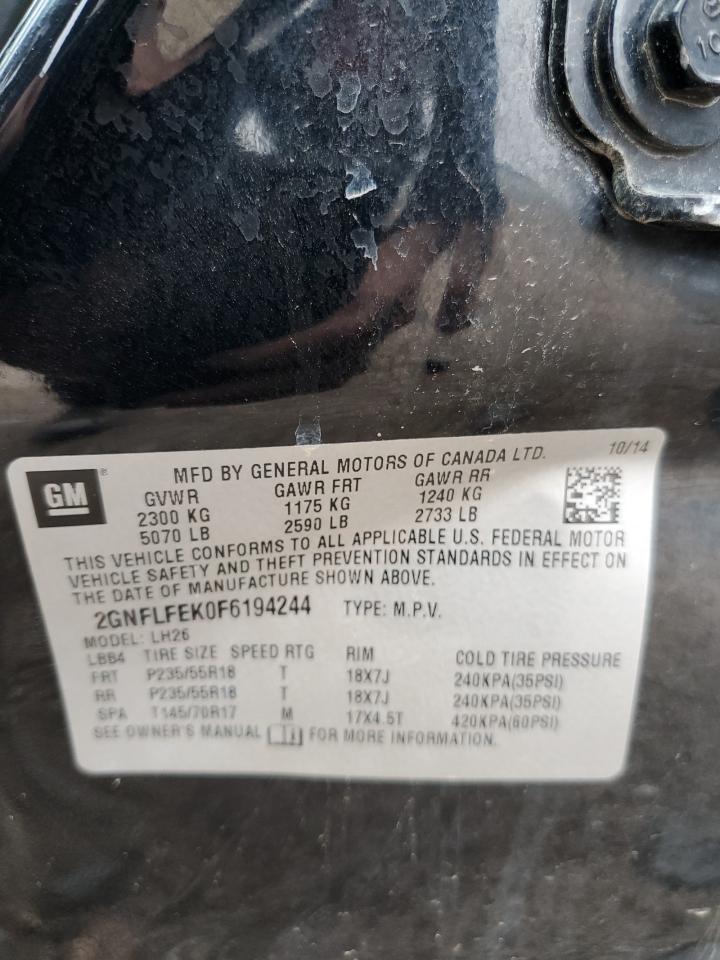 10/14
GM ® MFD BY GENERAL MOTORS OF CANADA LTD.
GVWR GAWR FRT GAWR RR
2300 KG 1175 KG 1240 KG
5070 LB 2590 LB 2733 LB
THIS VEHICLE CONFORMS TO ALL APPLICABLE U.S. FEDERAL MOTOR
VEHICLE SAFETY AND THEFT PREVENTION STANDARDS IN EFFECT ON
THE DATE OF MANUFACTURE SHOWN ABOVE.
2GNFLFEK0F6194244 TYPE: M.P.V.
MODEL: LH26
LBB4 TIRE SIZE SPEED RTG RIM COLD TIRE PRESSURE
FRT P235/55R18 T 18X7J 240KPA(35PSI)
RR P235/55R18 T 18X7J 240KPA(35PSI)
SPA T145/70R17 M 17X4.5T 420KPA(60PSI)
SEE OWNER'S MANUAL FOR MORE INFORMATION.